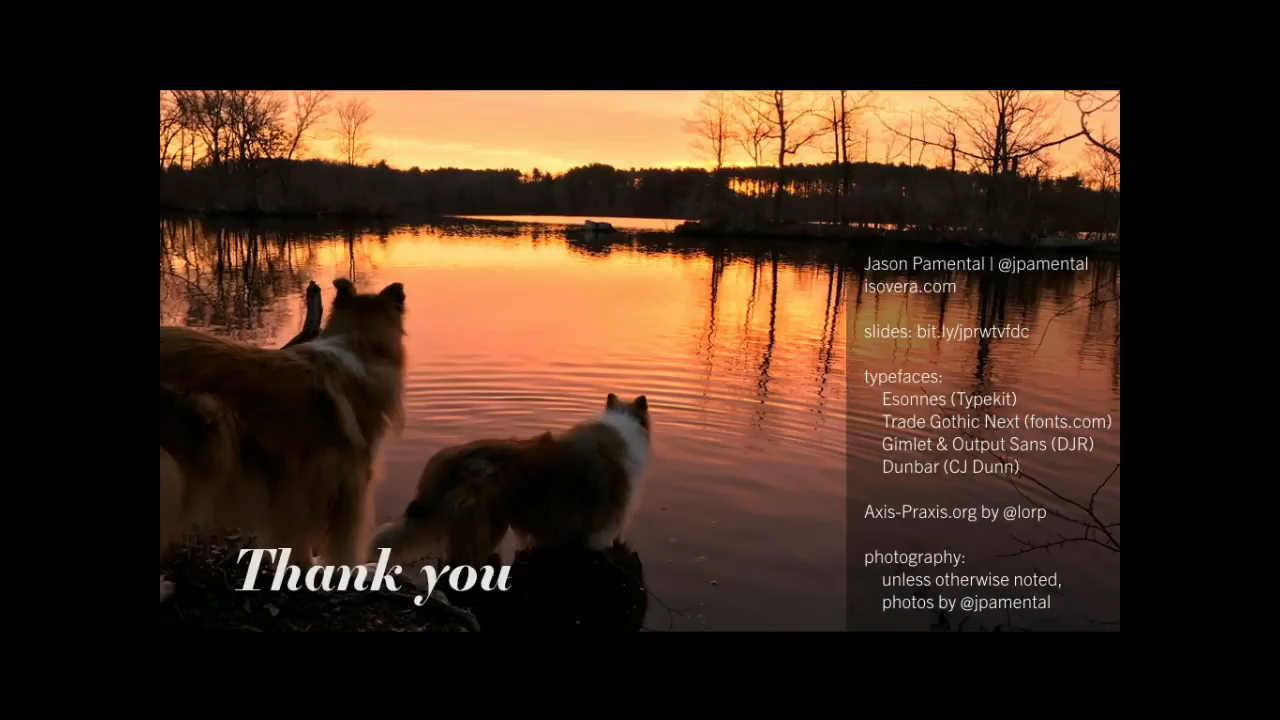 Jason Pamental | @jpamental
isovera.com
slides: bit.ly/jprwtvfdc
typefaces:
Esonnes (Typekit)
Trade Gothic Next (fonts.com)
Gimlet & Output Sans (DJR)
Dunbar (CJ Dunn)
Axis-Praxis.org by @lorp
photography:
unless otherwise noted,
photos by @jpamental
Thank you